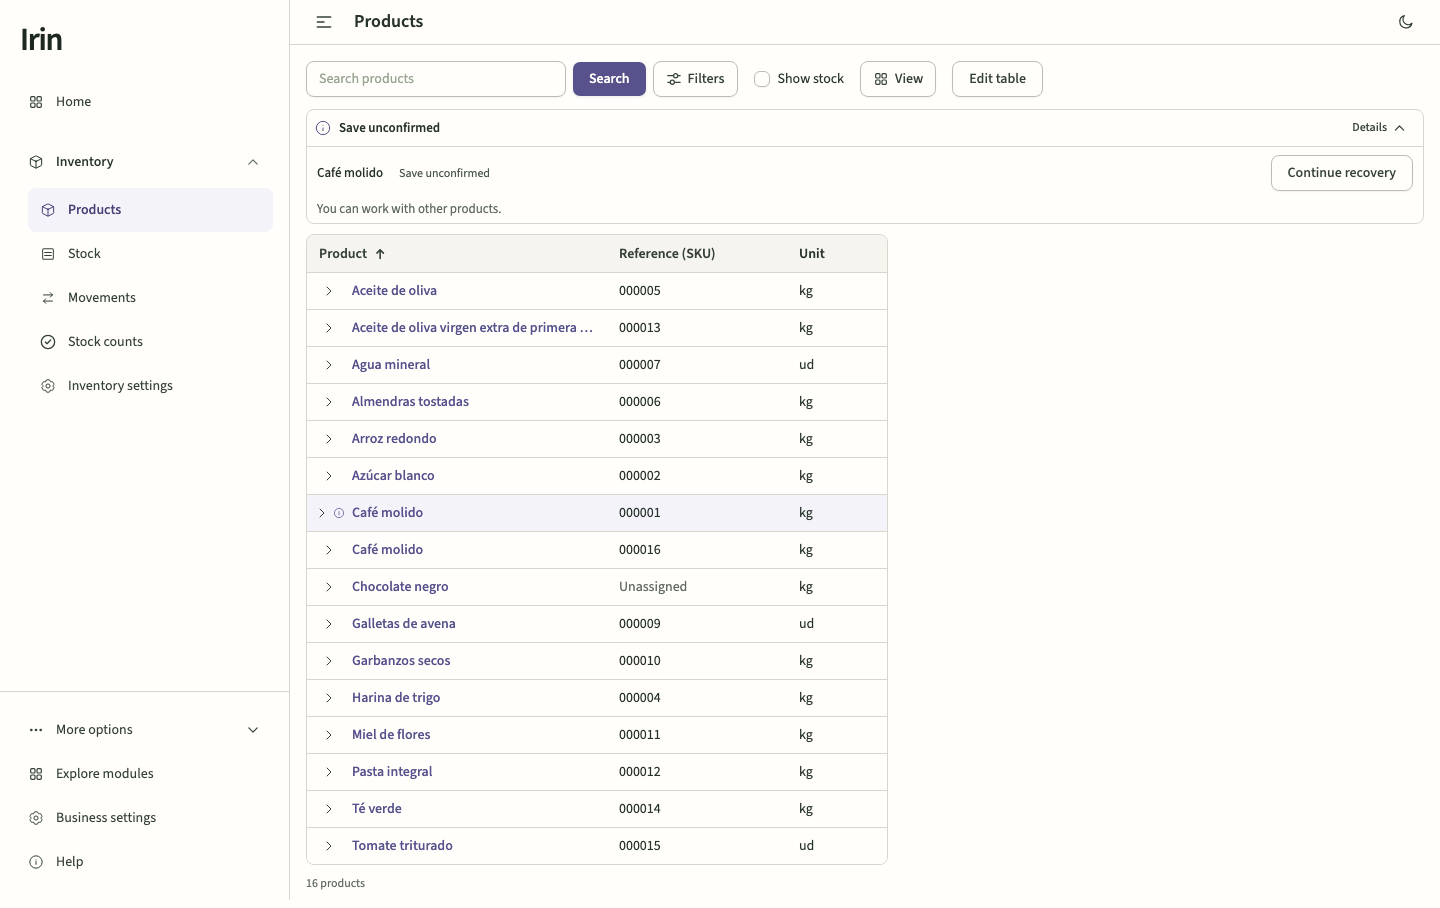 Irin
Products
Home
Inventory
Products
Stock
Movements
Stock counts
Inventory settings
More options
Explore modules
Business settings
Help
Search products
Search
Filters
Show stock
View
Edit table
Save unconfirmed
Details
Café molido Save unconfirmed
Continue recovery
You can work with other products.
Product Reference (SKU) Unit
Aceite de oliva 000005 kg
Aceite de oliva virgen extra de primera ... 000013 kg
Agua mineral 000007 ud
Almendras tostadas 000006 kg
Arroz redondo 000003 kg
Azúcar blanco 000002 kg
Café molido 000001 kg
Café molido 000016 kg
Chocolate negro Unassigned kg
Galletas de avena 000009 ud
Garbanzos secos 000010 kg
Harina de trigo 000004 kg
Miel de flores 000011 kg
Pasta integral 000012 kg
Té verde 000014 kg
Tomate triturado 000015 ud
16 products